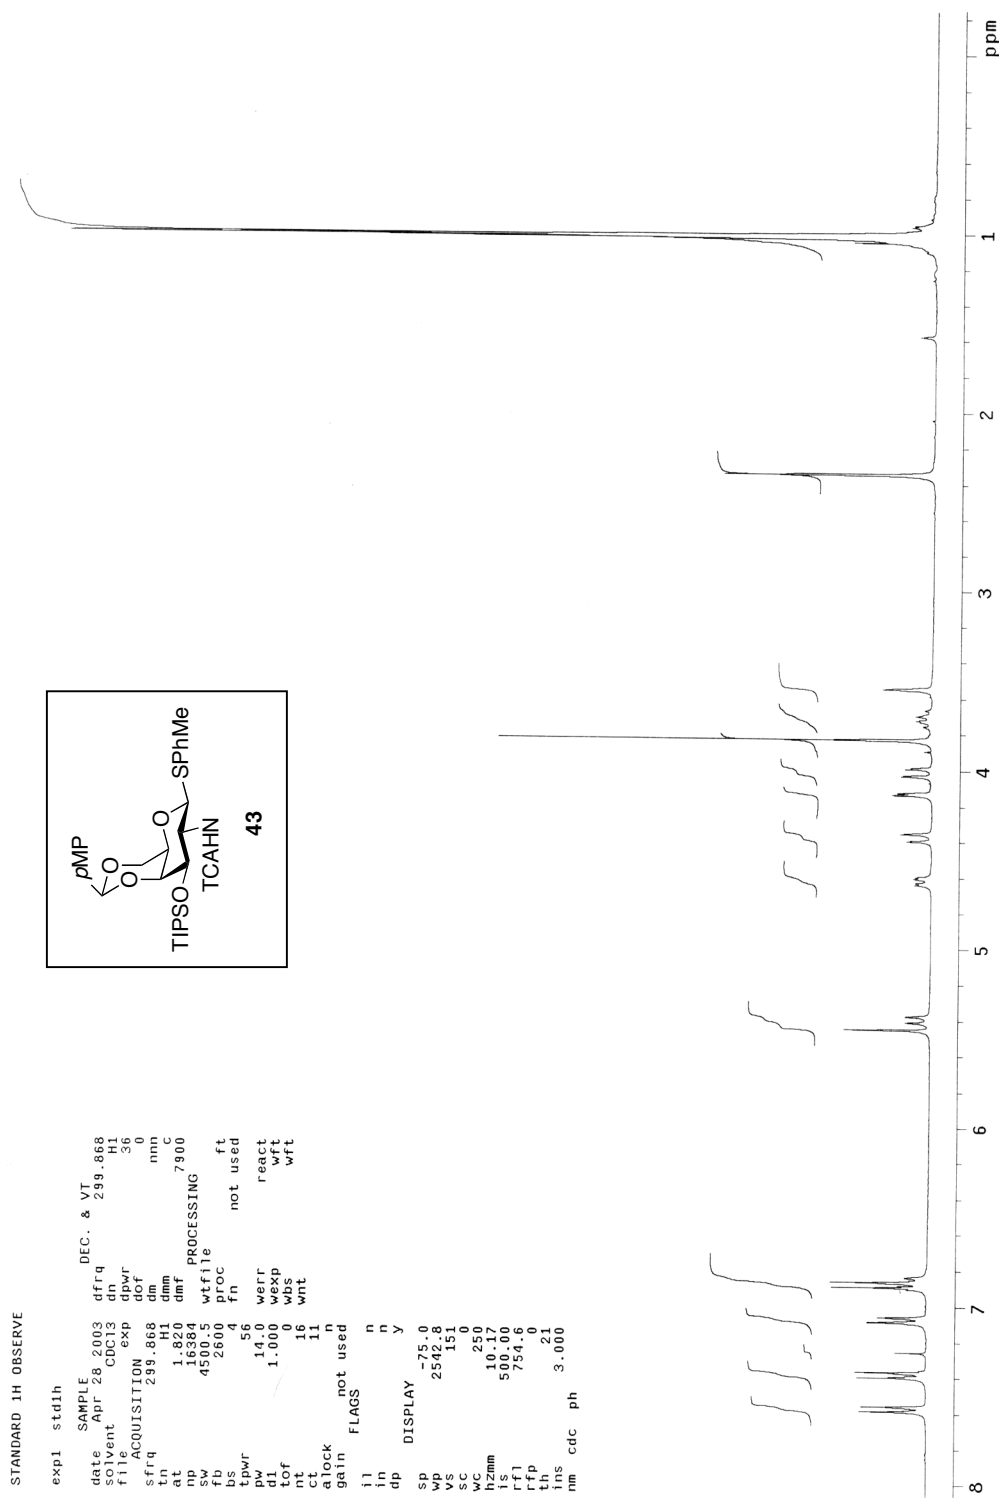 STANDARD 1H OBSERVE
exp1 std1h
SAMPLE DEC. & VT
date Apr 28 2003 dfrq 299.868
solvent CDCl3 dn H1
file exp dpwr 36
ACQUISITION dof 0
sfrq 299.868 dm nnn
tn H1 dmm c
at 1.820 dmf 7900
np 16384 PROCESSING
sw 4500.5 wtfile
fb 2600 proc ft
bs 4 fn not used
tpwr 56
pw 14.0 werr react
d1 1.000 wexp wft
tof 0 wbs wft
nt 16 wnt
ct 11
alock n
gain not used
FLAGS
il n
in n
dp y
DISPLAY
sp -75.0
wp 2542.8
vs 151
sc 0
wc 250
hzmm 10.17
is 500.00
rfl 754.6
rfp 0
th 21
ins 3.000
nm cdc ph
pMP
O
O
O
TIPSO
SPhMe
TCAHN
43
8 7 6 5 4 3 2 1 ppm